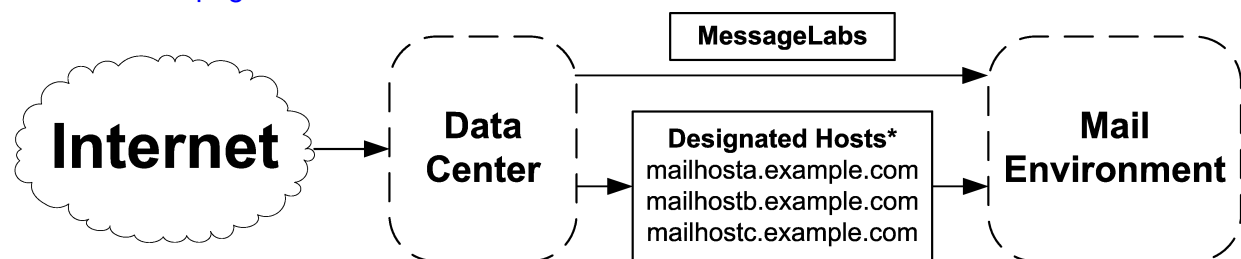 MessageLabs
Internet
Data
Center
Designated Hosts*
mailhosta.example.com
mailhostb.example.com
mailhostc.example.com
Mail
Environment